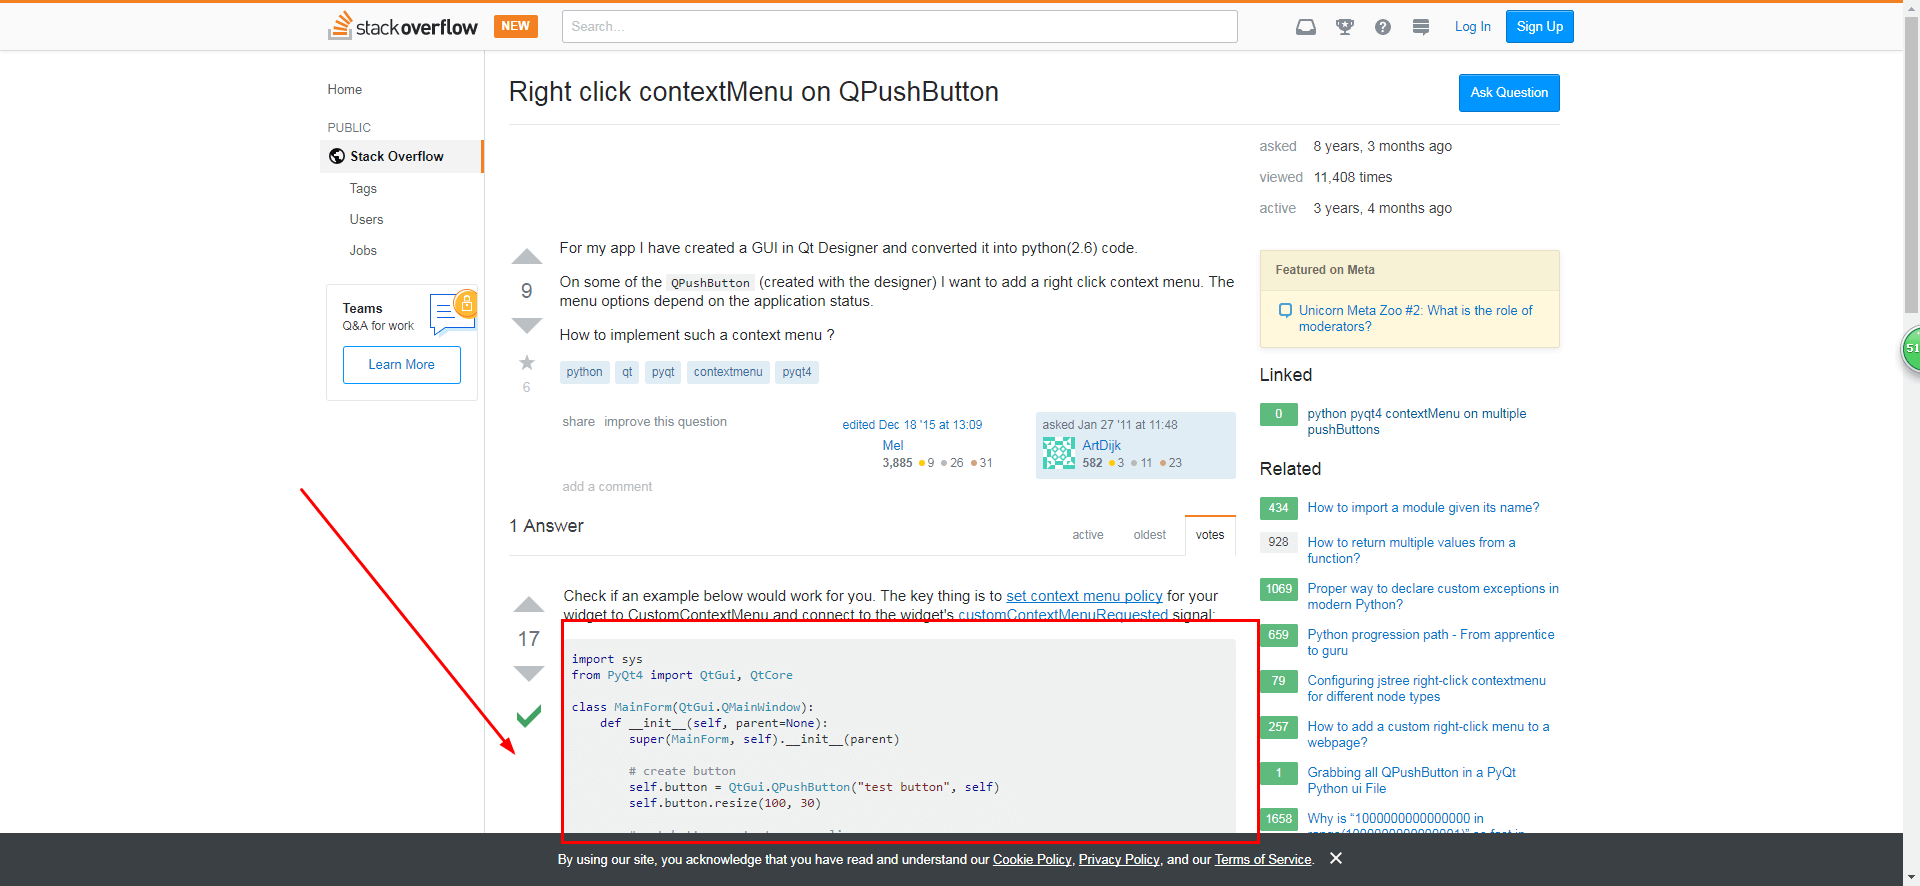 stackoverflow NEW Search... Log In Sign Up
Home
PUBLIC
Stack Overflow
Tags
Users
Jobs
Teams
Q&A for work
Learn More
Right click contextMenu on QPushButton
Ask Question
asked 8 years, 3 months ago
viewed 11,408 times
active 3 years, 4 months ago
For my app I have created a GUI in Qt Designer and converted it into python(2.6) code.
9
On some of the QPushButton (created with the designer) I want to add a right click context menu. The
menu options depend on the application status.
How to implement such a context menu ?
6
python qt pyqt contextmenu pyqt4
share improve this question
edited Dec 18 '15 at 13:09
Mel
3,885 9 26 31
asked Jan 27 '11 at 11:48
ArtDijk
582 3 11 23
add a comment
1 Answer
active oldest votes
Check if an example below would work for you. The key thing is to set context menu policy for your
widget to CustomContextMenu and connect to the widget's customContextMenuRequested signal:
17
import sys
from PyQt4 import QtGui, QtCore
class MainForm(QtGui.QMainWindow):
def __init__(self, parent=None):
super(MainForm, self).__init__(parent)
# create button
self.button = QtGui.QPushButton("test button", self)
self.button.resize(100, 30)
Featured on Meta
Unicorn Meta Zoo #2: What is the role of
moderators?
Linked
0 python pyqt4 contextMenu on multiple
pushButtons
Related
434 How to import a module given its name?
928 How to return multiple values from a
function?
1069 Proper way to declare custom exceptions in
modern Python?
659 Python progression path - From apprentice
to guru
79 Configuring jstree right-click contextmenu
for different node types
257 How to add a custom right-click menu to a
webpage?
1 Grabbing all QPushButton in a PyQt
Python ui File
1658 Why is “1000000000000000 in
51
By using our site, you acknowledge that you have read and understand our Cookie Policy, Privacy Policy, and our Terms of Service.